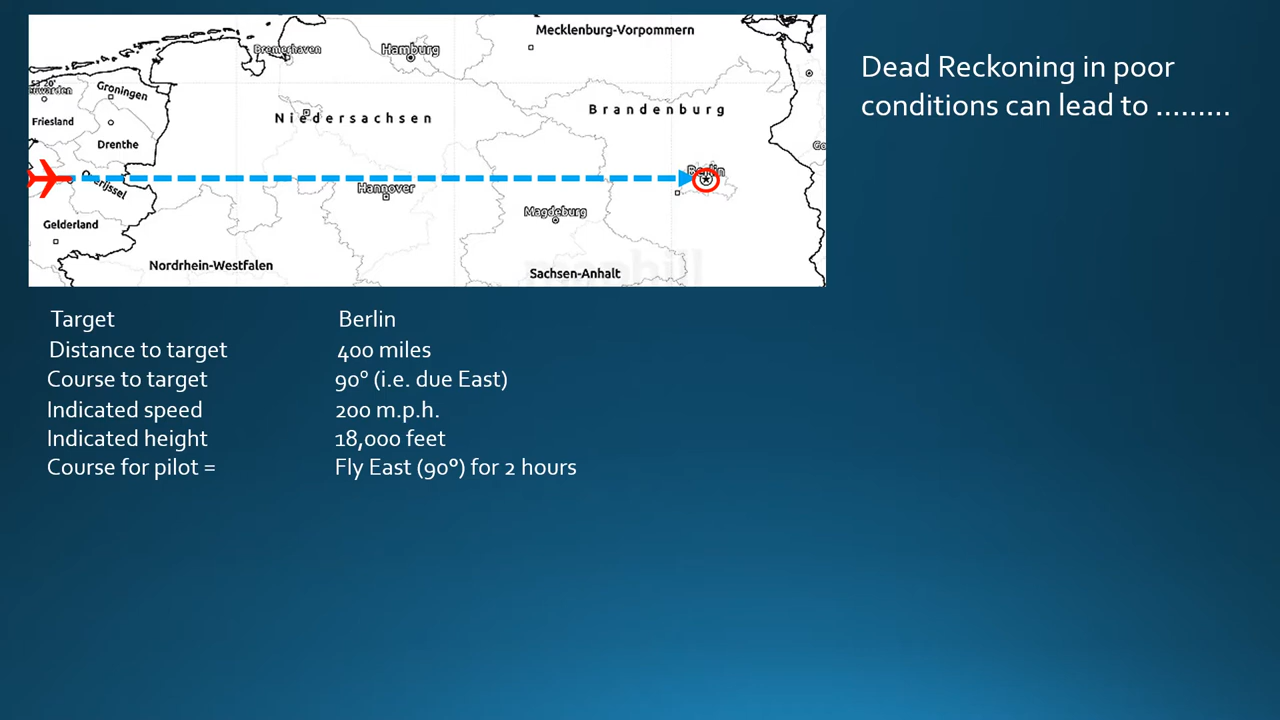 Mecklenburg-Vorpommern
Bremerhaven
Hamburg
Groningen
Friesland
Brandenburg
Niedersachsen
Drenthe
Berlin
Hannover
Magdeburg
Gelderland
Nordrhein-Westfalen
Sachsen-Anhalt
Dead Reckoning in poor
conditions can lead to .........
Target Berlin
Distance to target 400 miles
Course to target 90° (i.e. due East)
Indicated speed 200 m.p.h.
Indicated height 18,000 feet
Course for pilot = Fly East (90°) for 2 hours